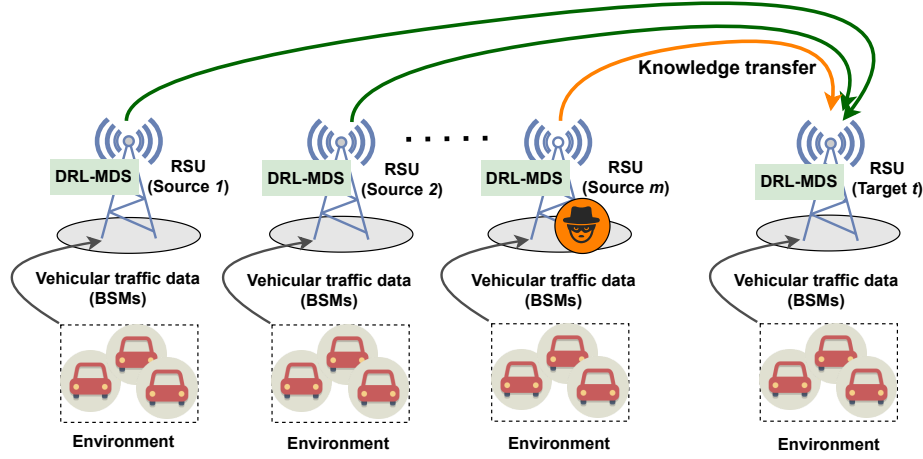 Knowledge transfer
. . . . .
DRL-MDS
RSU
(Source 1)
DRL-MDS
RSU
(Source 2)
DRL-MDS
RSU
(Source m)
DRL-MDS
RSU
(Target t)
Vehicular traffic data
(BSMs)
Vehicular traffic data
(BSMs)
Vehicular traffic data
(BSMs)
Vehicular traffic data
(BSMs)
Environment
Environment
Environment
Environment